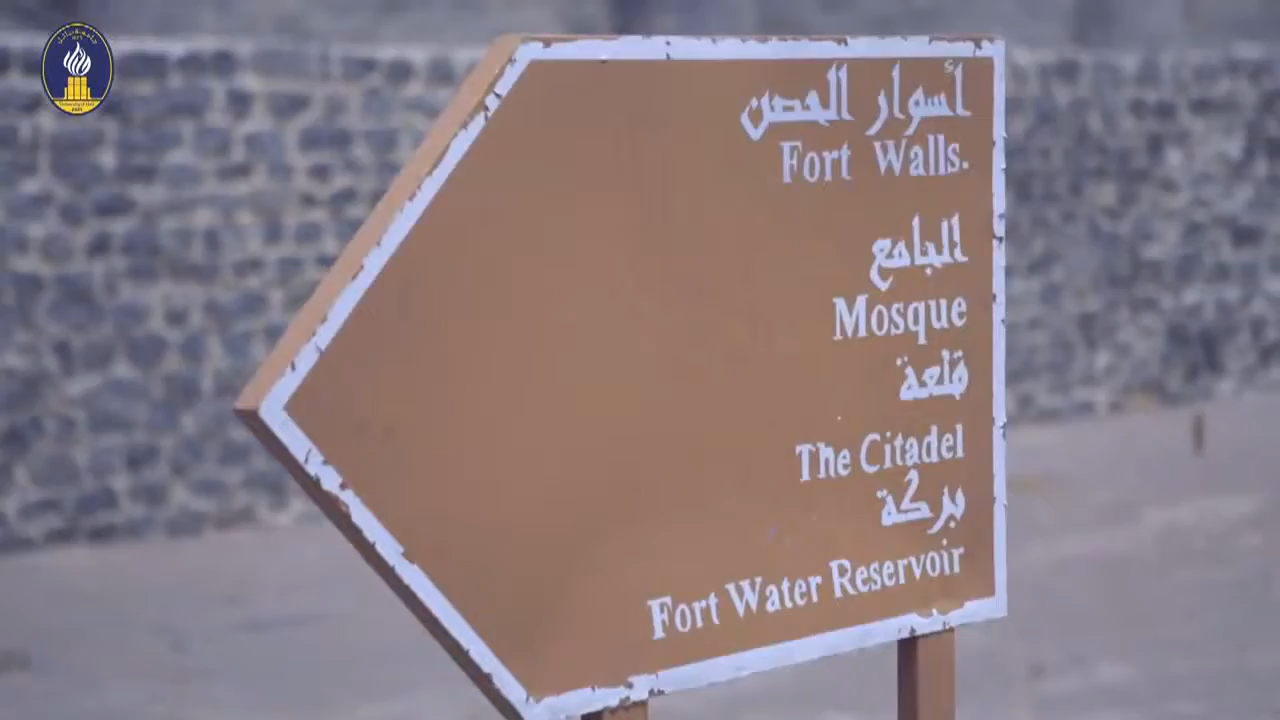 أسوار الحصن
Fort Walls.
الجامع
Mosque
قلعة
The Citadel
بركة
Fort Water Reservoir